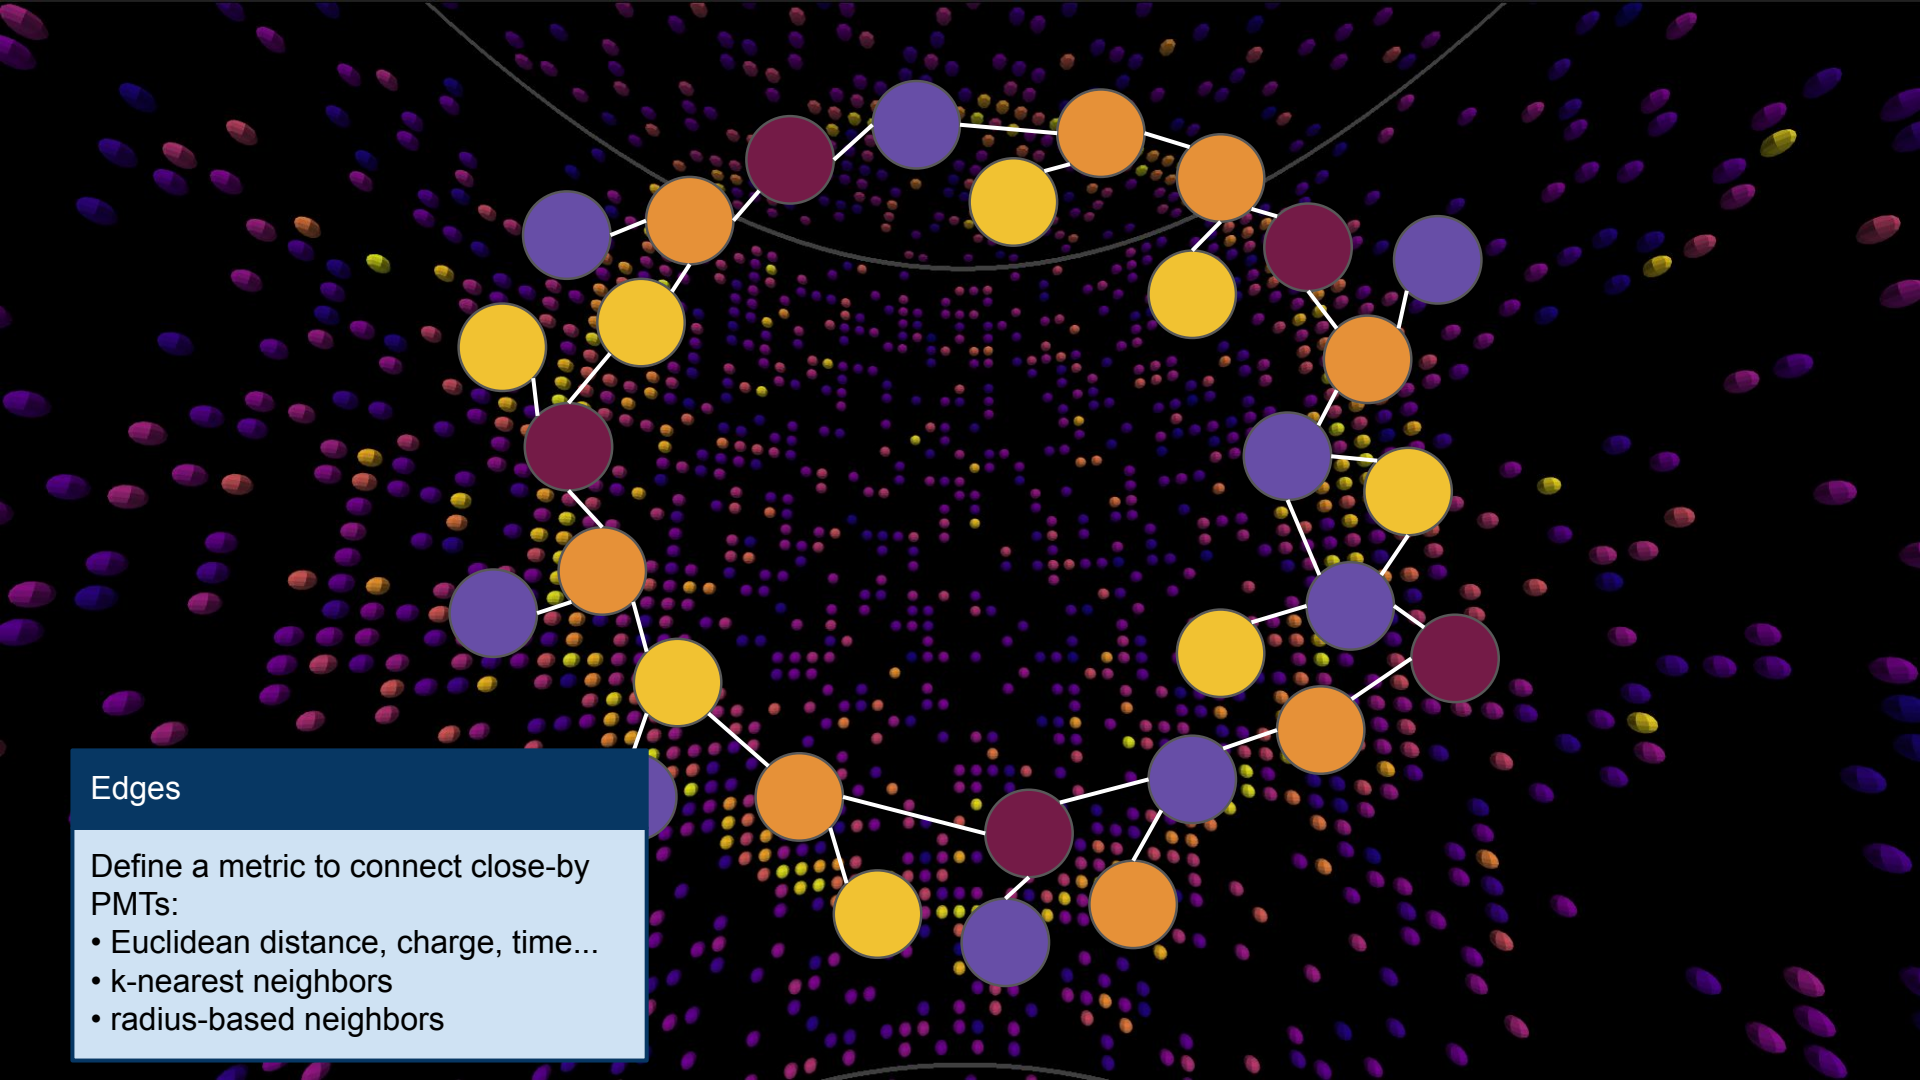 Edges
Define a metric to connect close-by
PMTs:
• Euclidean distance, charge, time...
• k-nearest neighbors
• radius-based neighbors